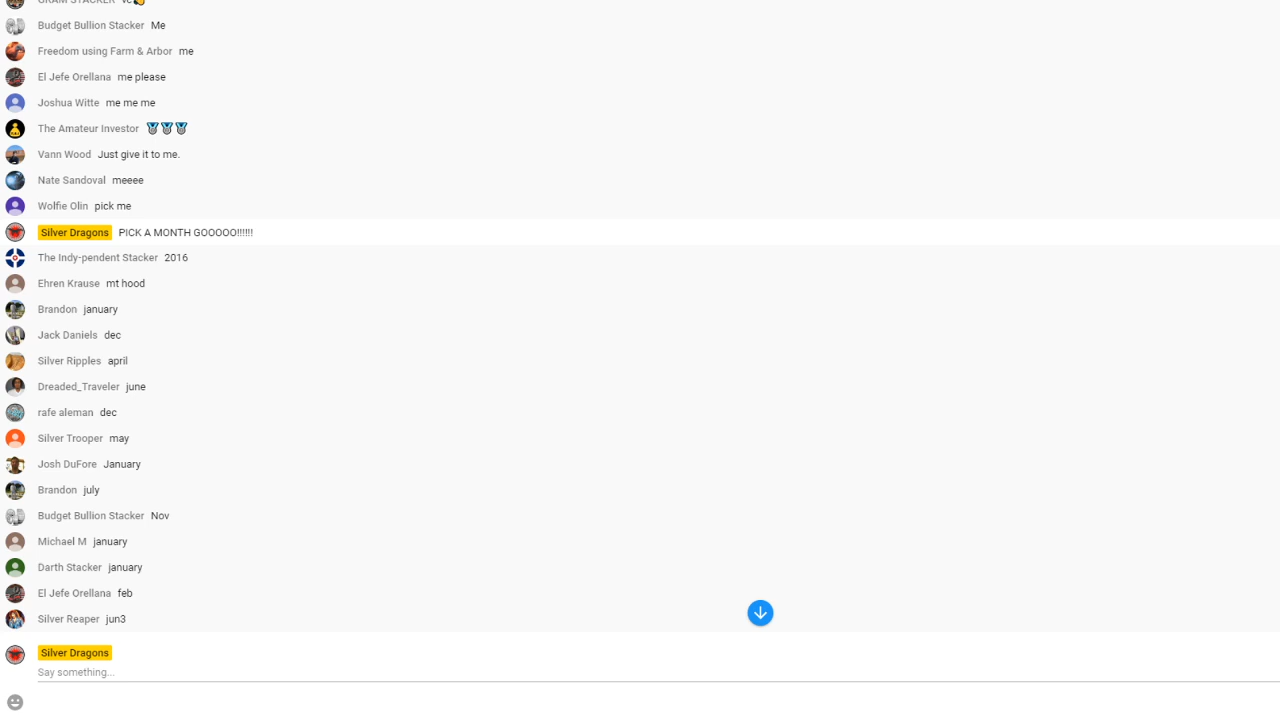 GRAM STACKER
Budget Bullion Stacker Me
Freedom using Farm & Arbor me
El Jefe Orellana me please
Joshua Witte me me me
The Amateur Investor 🥈🥈🥈
Vann Wood Just give it to me.
Nate Sandoval meeee
Wolfie Olin pick me
Silver Dragons PICK A MONTH GOOOOO!!!!!!
The Indy-pendent Stacker 2016
Ehren Krause mt hood
Brandon january
Jack Daniels dec
Silver Ripples april
Dreaded_Traveler june
rafe aleman dec
Silver Trooper may
Josh DuFore January
Brandon july
Budget Bullion Stacker Nov
Michael M january
Darth Stacker january
El Jefe Orellana feb
Silver Reaper jun3
Silver Dragons
Say something...